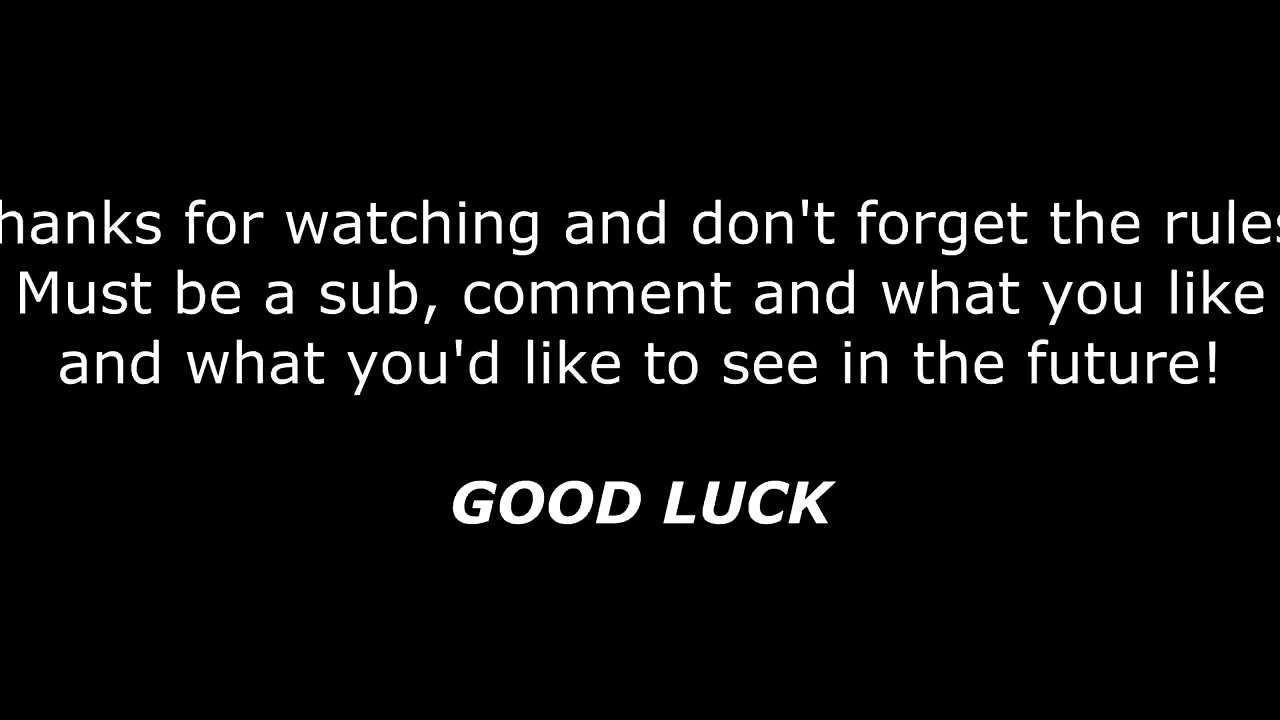 hanks for watching and don't forget the rules
Must be a sub, comment and what you like
and what you'd like to see in the future!
GOOD LUCK